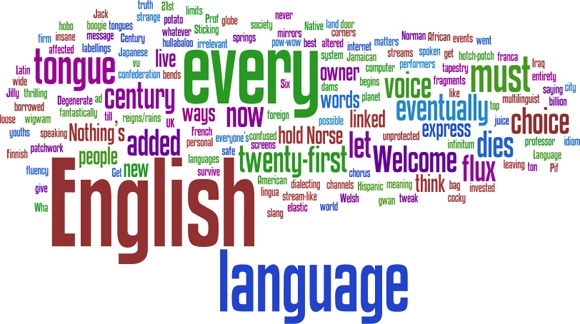 Jack
boogie tongues truth potato Prof society never
hobo labellings strange globe Native land door
firm message Century whatever limits irrelevant pow-wow best mirrors corners
insane many Japanese hullabaloo Sticking springs altered internet matters Norman African events went
affected vu live every owner system Jamaican streams spoken get hotch-potch franca
Latin tongue confederation bends Six dams computer performers tapestry Iraq
wide reigns/rains begins voice fragments must entirety
Jilly thrilling century ways now words planet like saying city
borrowed Degenerate ad UK foreign possible linked eventually top multilinguist billion
loose wigwam fantastically till french everyone's confused hold Norse let express juice choice
youths speaking Nothing's added personal safe screens unprotected infinitum dies professor idiom
finnish patchwork people languages twenty-first Welcome flux Language
fluency Get new survive chorus leaving ton Pif
give English American dialecting channels Hispanic meaning think bag invested
Wha lingua stream-like Welsh gwan tweak cocky
slang elastic world
language